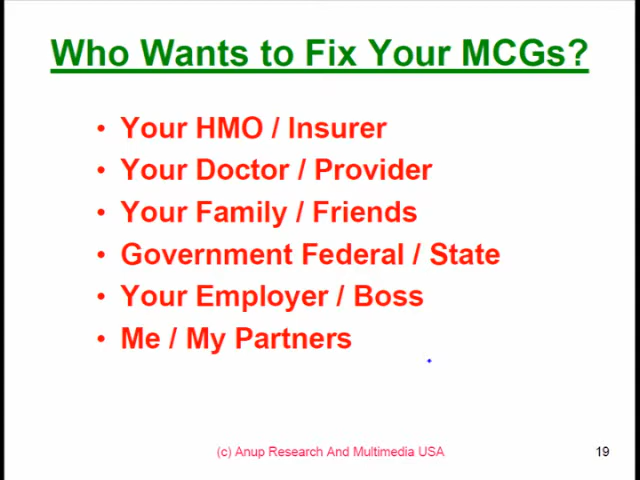 Who Wants to Fix Your MCGs?
• Your HMO / Insurer
• Your Doctor / Provider
• Your Family / Friends
• Government Federal / State
• Your Employer / Boss
• Me / My Partners
(c) Anup Research And Multimedia USA
19